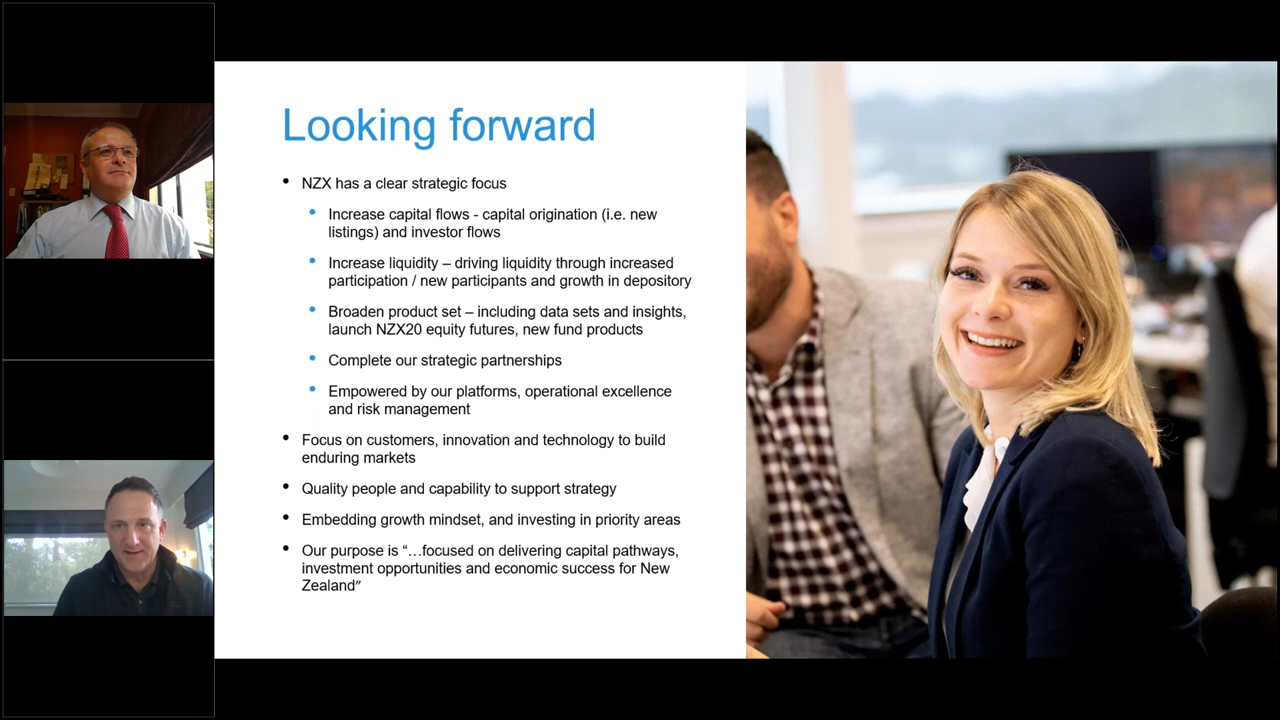 Looking forward
• NZX has a clear strategic focus
• Increase capital flows - capital origination (i.e. new
listings) and investor flows
• Increase liquidity – driving liquidity through increased
participation / new participants and growth in depository
• Broaden product set – including data sets and insights,
launch NZX20 equity futures, new fund products
• Complete our strategic partnerships
• Empowered by our platforms, operational excellence
and risk management
• Focus on customers, innovation and technology to build
enduring markets
• Quality people and capability to support strategy
• Embedding growth mindset, and investing in priority areas
• Our purpose is “…focused on delivering capital pathways,
investment opportunities and economic success for New
Zealand”